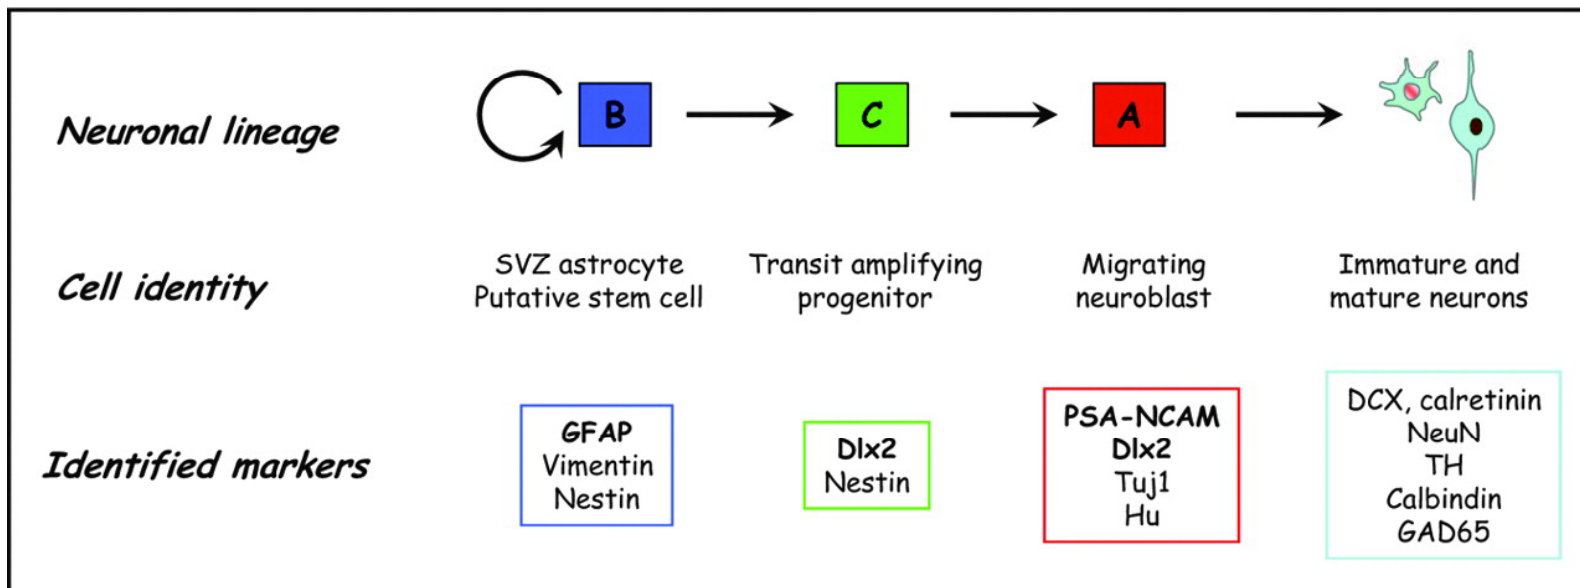 Neuronal lineage
B
C
A
Cell identity
SVZ astrocyte
Putative stem cell
Transit amplifying
progenitor
Migrating
neuroblast
Immature and
mature neurons
Identified markers
GFAP
Vimentin
Nestin
Dlx2
Nestin
PSA-NCAM
Dlx2
Tuj1
Hu
DCX, calretinin
NeuN
TH
Calbindin
GAD65